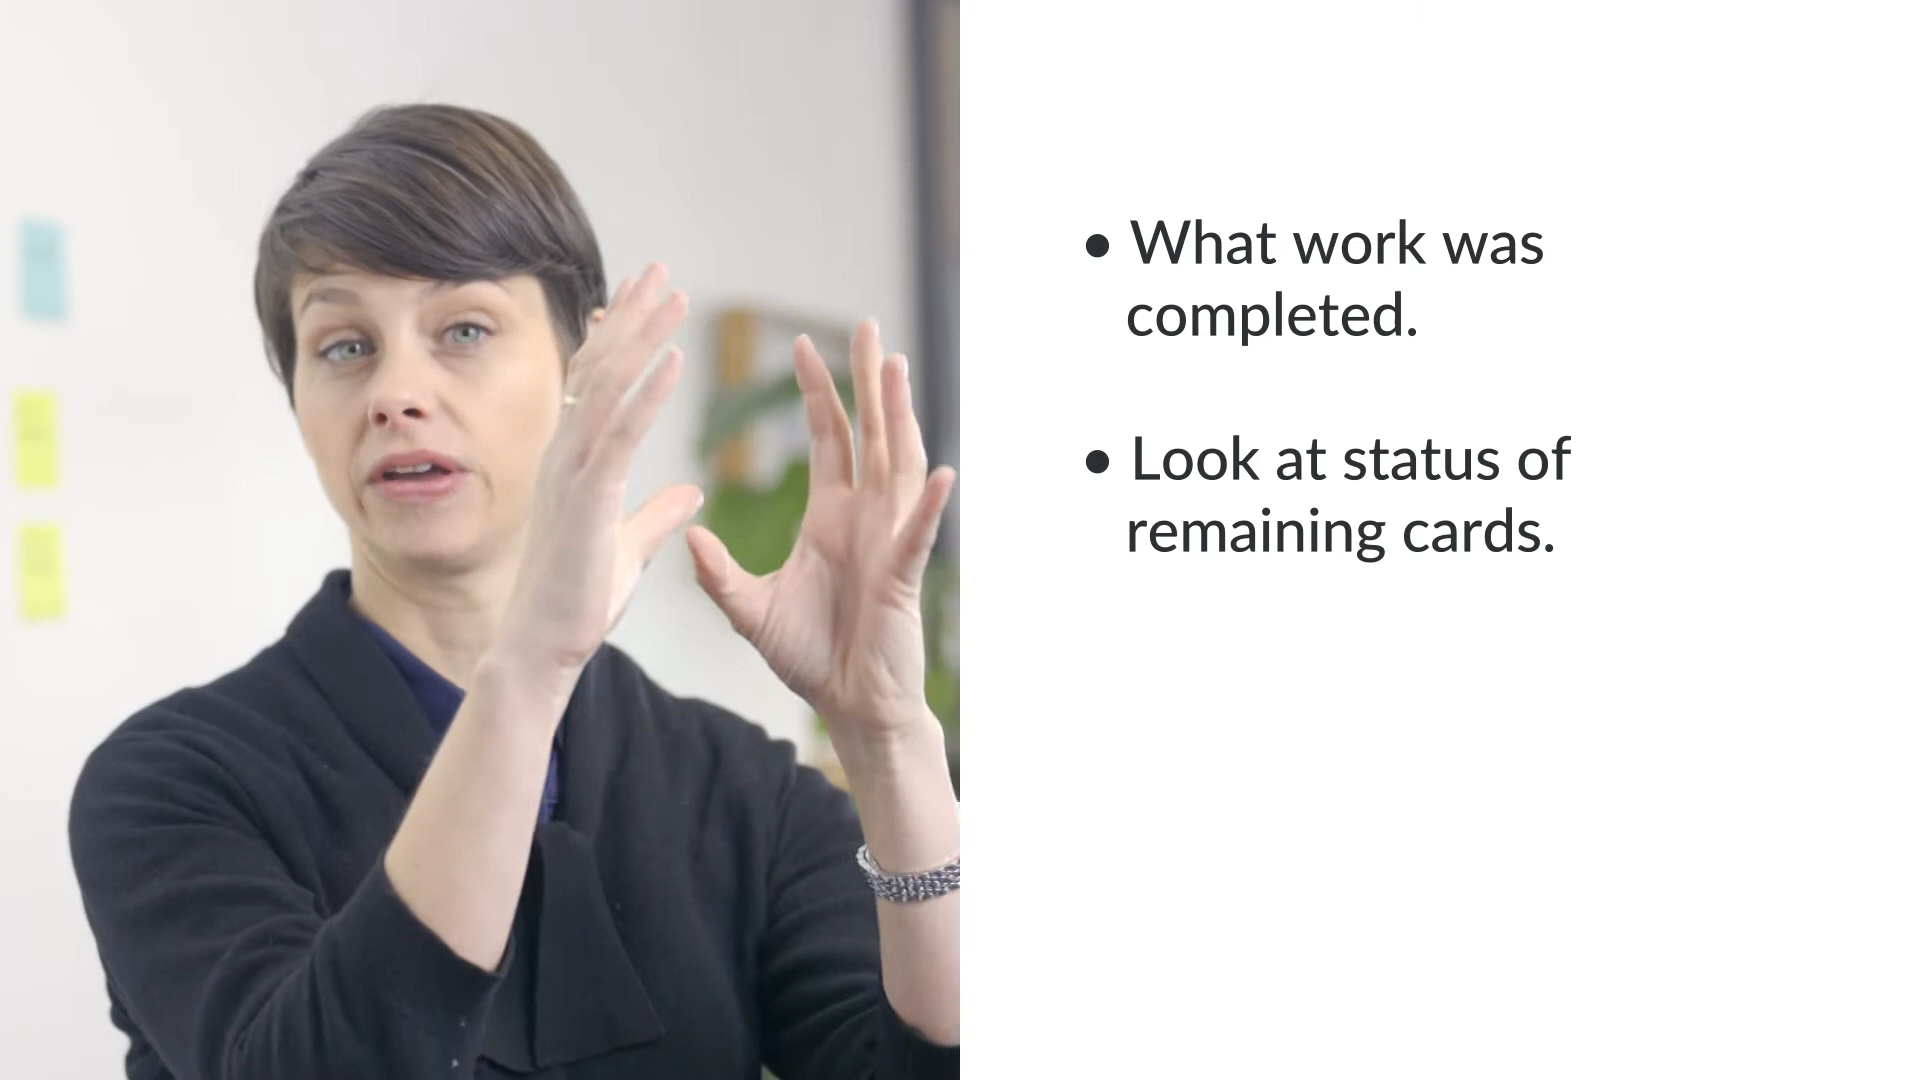 • What work was
completed.
• Look at status of
remaining cards.